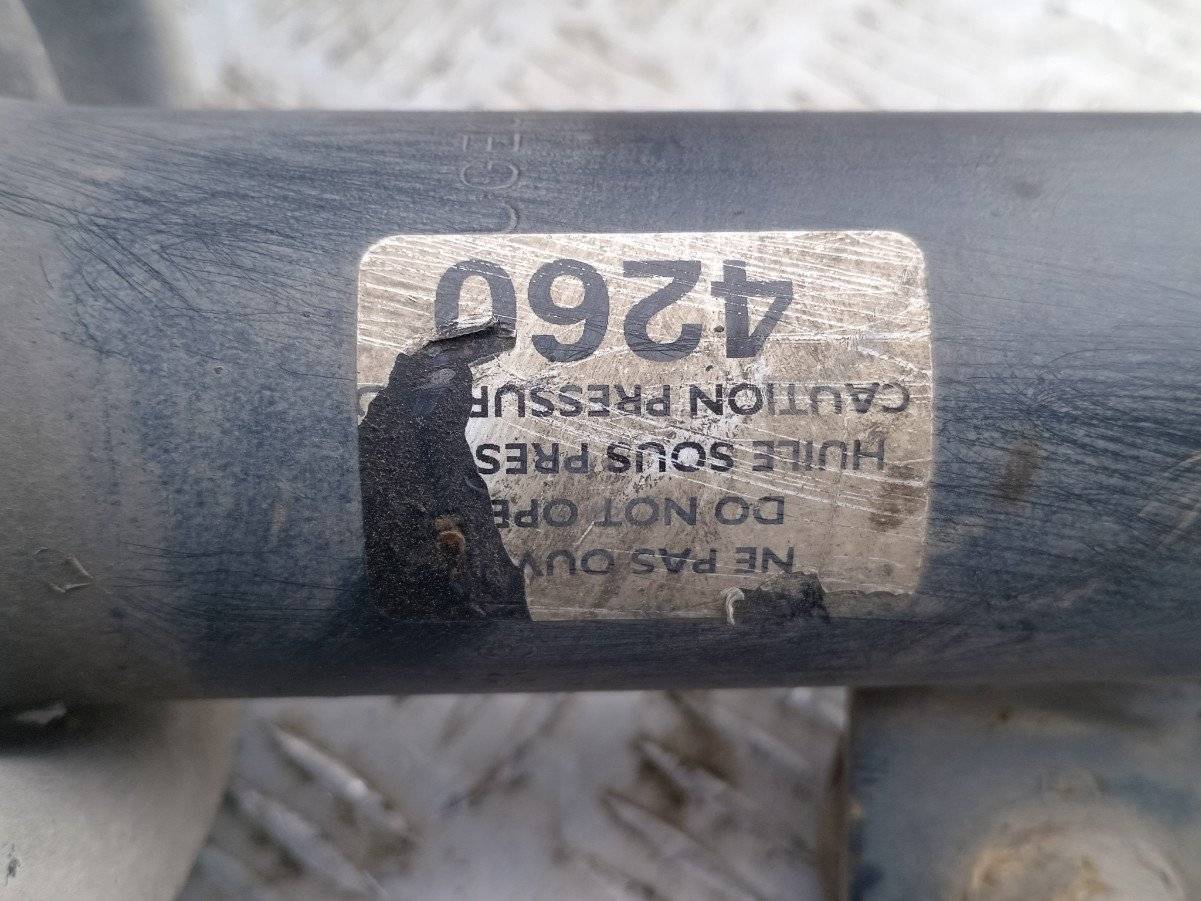 NE PAS OUV
DO NOT OPE
HUILE SOUS PRES
CAUTION PRESSUR
4260